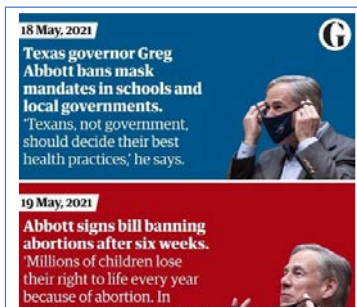 18 May, 2021
G
Texas governor Greg
Abbott bans mask
mandates in schools and
local governments.
'Texans, not government,
should decide their best
health practices,' he says.
19 May, 2021
Abbott signs bill banning
abortions after six weeks.
'Millions of children lose
their right to life every year
because of abortion. In